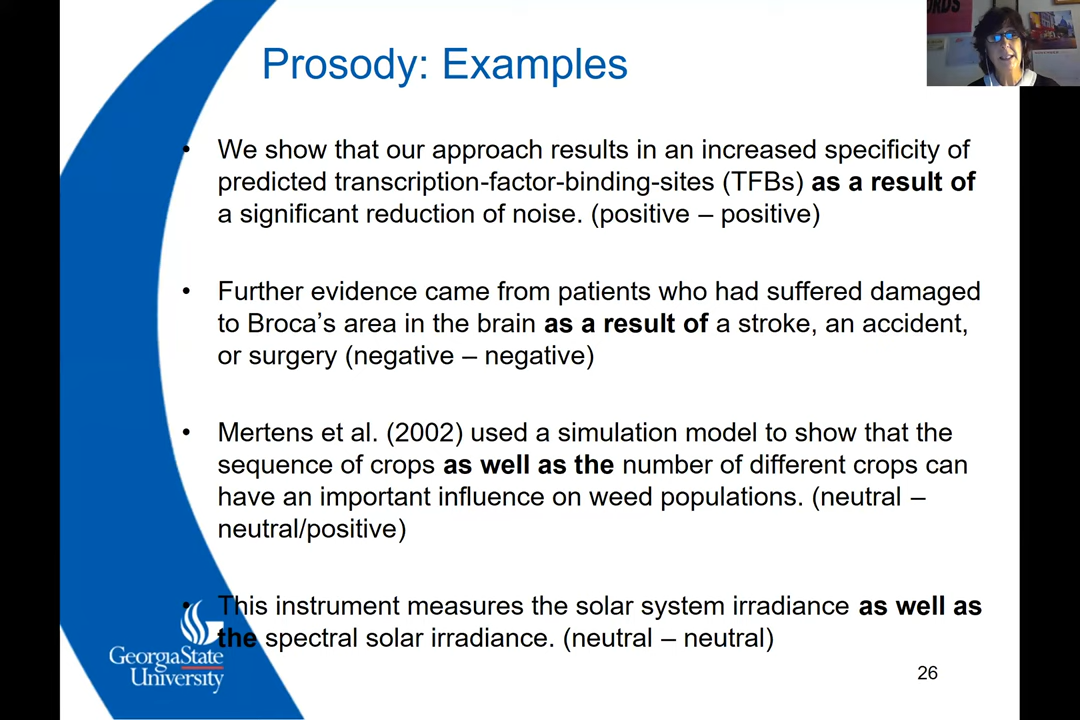 ORDS
Prosody: Examples
• We show that our approach results in an increased specificity of
predicted transcription-factor-binding-sites (TFBs) as a result of
a significant reduction of noise. (positive – positive)
• Further evidence came from patients who had suffered damaged
to Broca’s area in the brain as a result of a stroke, an accident,
or surgery (negative – negative)
• Mertens et al. (2002) used a simulation model to show that the
sequence of crops as well as the number of different crops can
have an important influence on weed populations. (neutral –
neutral/positive)
• This instrument measures the solar system irradiance as well as
the spectral solar irradiance. (neutral – neutral)
GeorgiaState
University
26